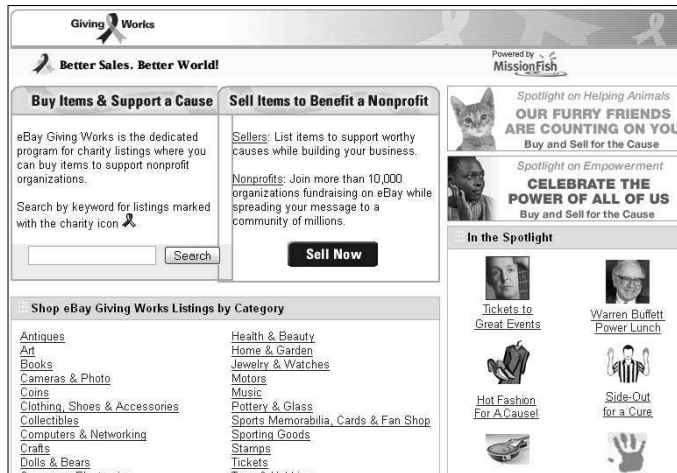 Giving Works
Better Sales. Better World!
Powered by
MissionFish
Buy Items & Support a Cause
eBay Giving Works is the dedicated
program for charity listings where you
can buy items to support nonprofit
organizations.
Search by keyword for listings marked
with the charity icon
Search
Sell Items to Benefit a Nonprofit
Sellers: List items to support worthy
causes while building your business.
Nonprofits: Join more than 10,000
organizations fundraising on eBay while
spreading your message to a
community of millions.
Sell Now
Spotlight on Helping Animals
OUR FURRY FRIENDS
ARE COUNTING ON YOU
Buy and Sell for the Cause
Spotlight on Empowerment
CELEBRATE THE
POWER OF ALL OF US
Buy and Sell for the Cause
In the Spotlight
Tickets to
Great Events
Warren Buffett
Power Lunch
Hot Fashion
For A Cause!
Side-Out
for a Cure
Shop eBay Giving Works Listings by Category
Antiques
Art
Books
Cameras & Photo
Coins
Clothing, Shoes & Accessories
Collectibles
Computers & Networking
Crafts
Dolls & Bears
Health & Beauty
Home & Garden
Jewelry & Watches
Motors
Music
Pottery & Glass
Sports Memorabilia, Cards & Fan Shop
Sporting Goods
Stamps
Tickets